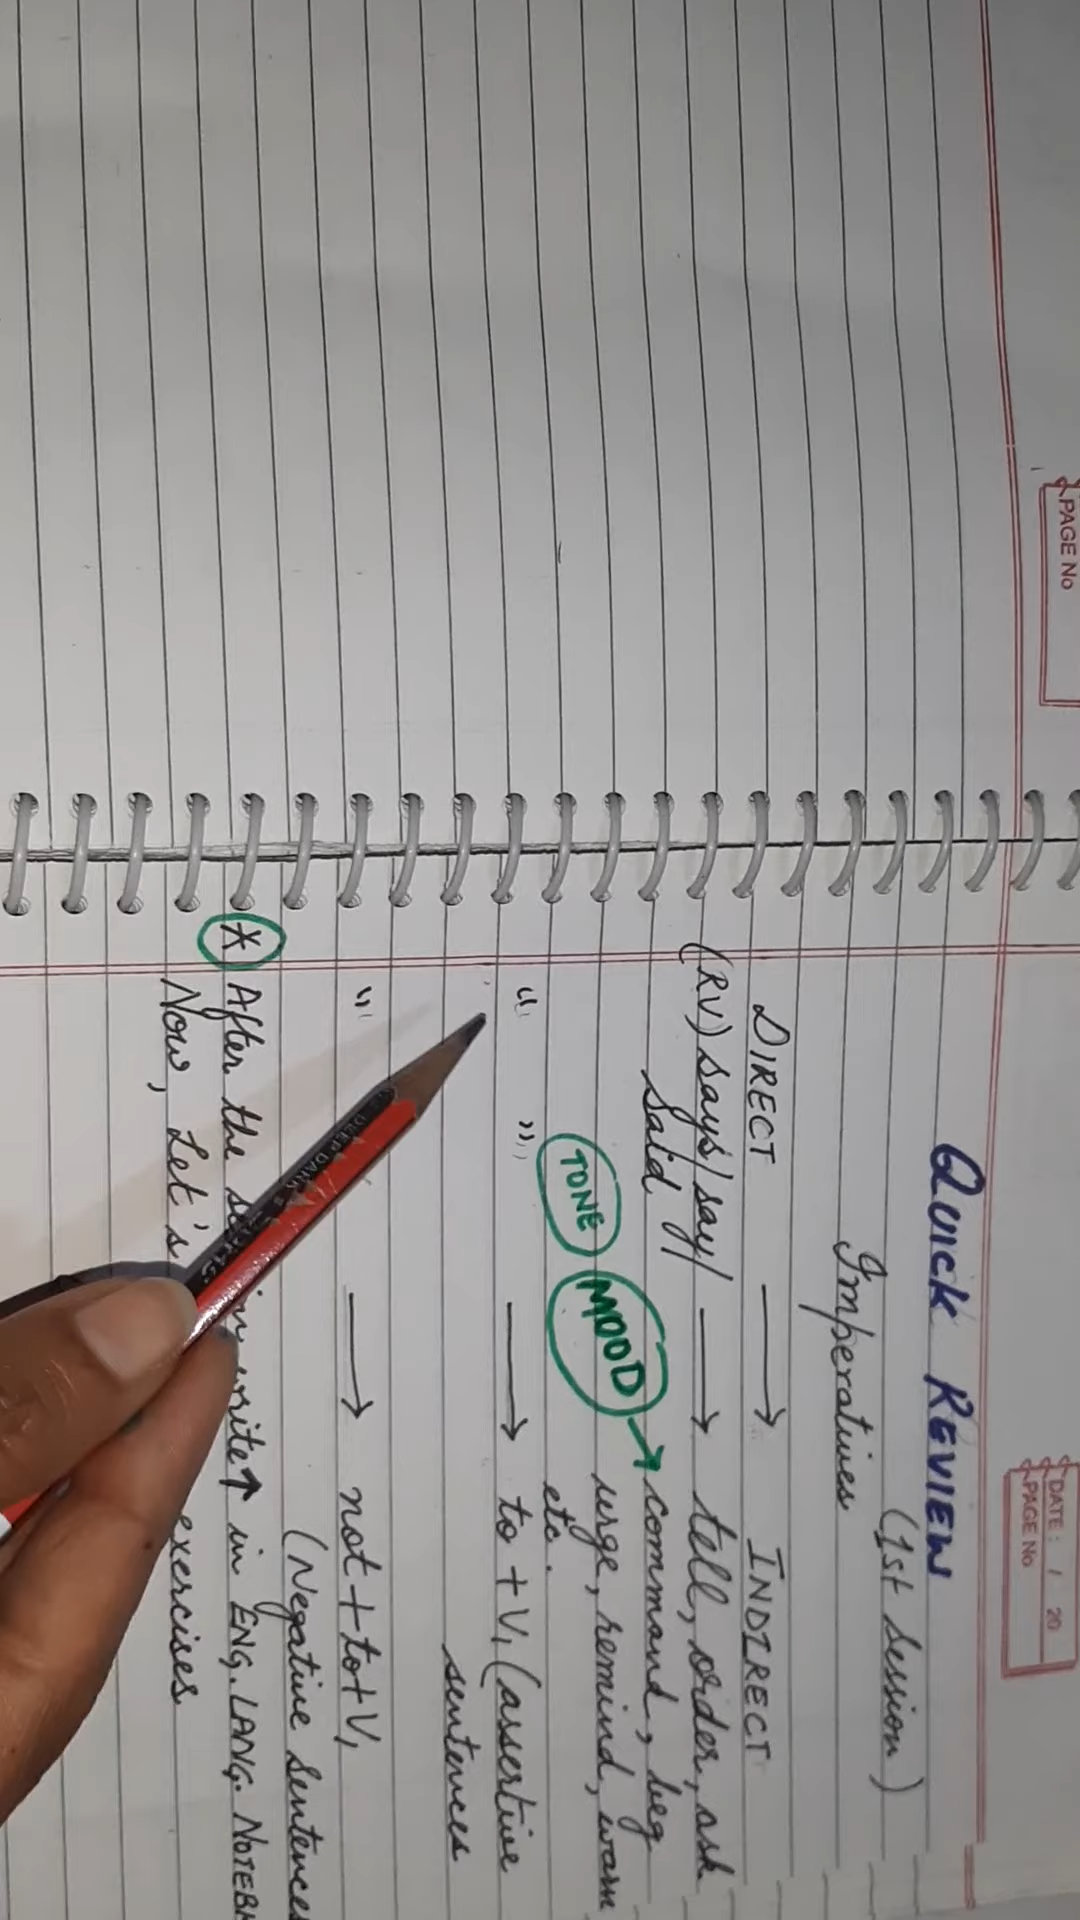 PAGE No
DATE: / 20
PAGE No
QUICK REVIEW
(1st Session)
Imperatives
DIRECT → INDIRECT
(RV) says/say/ → tell, order, ask
said
MOOD → command, beg
urge, remind, warn
TONE
etc.
" " → to + V1 (assertive
sentences
" → not + to + V1
(Negative Sentences
* After the write↑ in ENG. LANG. NOTEB
Now, Let's exercises
DEEP DARK